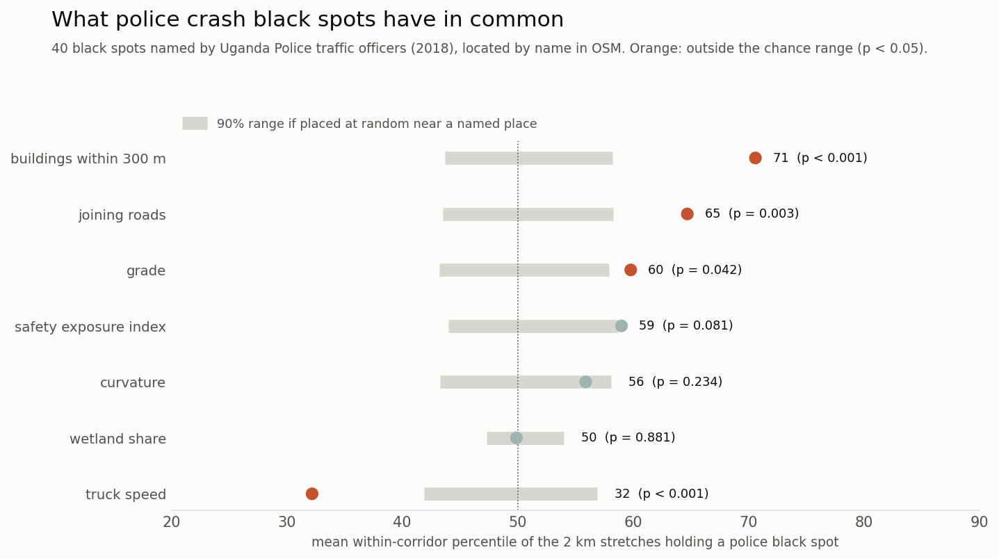 What police crash black spots have in common
40 black spots named by Uganda Police traffic officers (2018), located by name in OSM. Orange: outside the chance range (p < 0.05).
90% range if placed at random near a named place
buildings within 300 m 71 (p < 0.001)
joining roads 65 (p = 0.003)
grade 60 (p = 0.042)
safety exposure index 59 (p = 0.081)
curvature 56 (p = 0.234)
wetland share 50 (p = 0.881)
truck speed 32 (p < 0.001)
20 30 40 50 60 70 80 90
mean within-corridor percentile of the 2 km stretches holding a police black spot